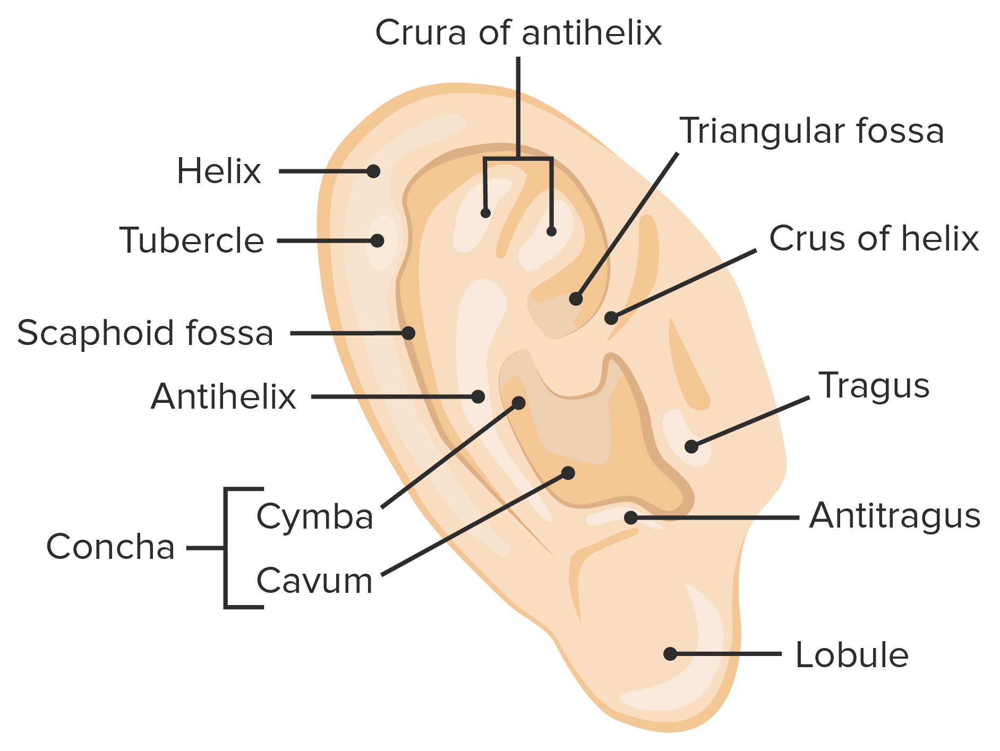 Crura of antihelix
Triangular fossa
Helix
Crus of helix
Tubercle
Scaphoid fossa
Tragus
Antihelix
Cymba
Antitragus
Concha
Cavum
Lobule